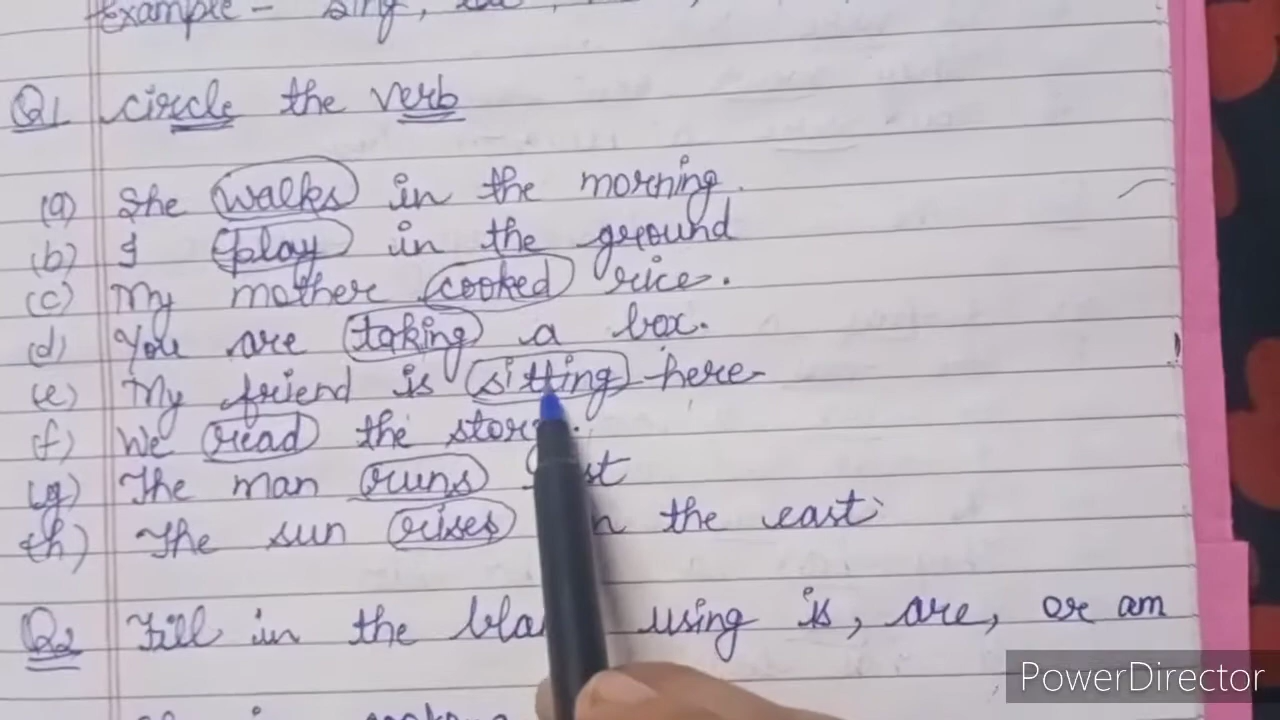 Example - sing,
Q1 circle the verb
(a) She walks in the morning.
(b) I play in the ground
(c) My mother cooked rice.
(d) You are taking a box.
(e) My friend is sitting here
(f) We read the story.
(g) The man runs
(h) The sun rises in the east
Q2 Fill in the using is, are, or am
PowerDirector